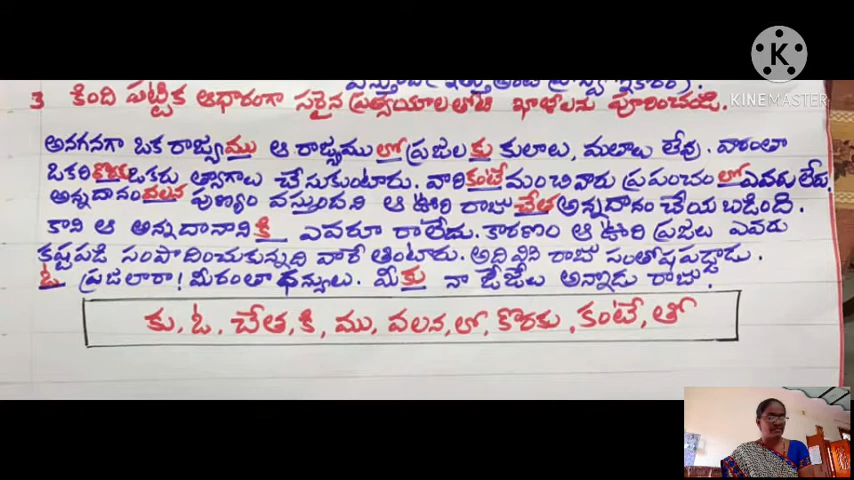 KINEMASTER
3 కింది పట్టిక ఆధారంగా సరైన ప్రత్యయాలలోతో ఖాళాలను పూరించండి.
అనగనగా ఒక రాజ్యము ఆ రాజ్యములో ప్రజలకు కులాలు, మలాలు లేవు. వారంతా
ఒకరికొరకుఒకరు త్యాగాలు చేసుకుంటారు. వారికంటే మంచివారు ప్రపంచంలోఎవరులేరు.
అన్నదానంవలన పుణ్యం వస్తుందని ఆ ఊరి రాజుచేత అన్నదానం చేయబడింది.
కాని ఆ అన్నదానానికి ఎవరూ రాలేదు. కారణం ఆ ఊరి ప్రజలు ఎవరు
కష్టపడి సంపాదించుకున్నది వారే తింటారు. అది విని రాజు సంతోషపడ్డాడు.
ఓ ప్రజలారా! మీరంతా ధన్యులు. మీకు నా జేజేలు అన్నాడు రాజు.
కు, ఓ, చేత, కి, ము, వలన, లో, కొరకు, కంటే, తో